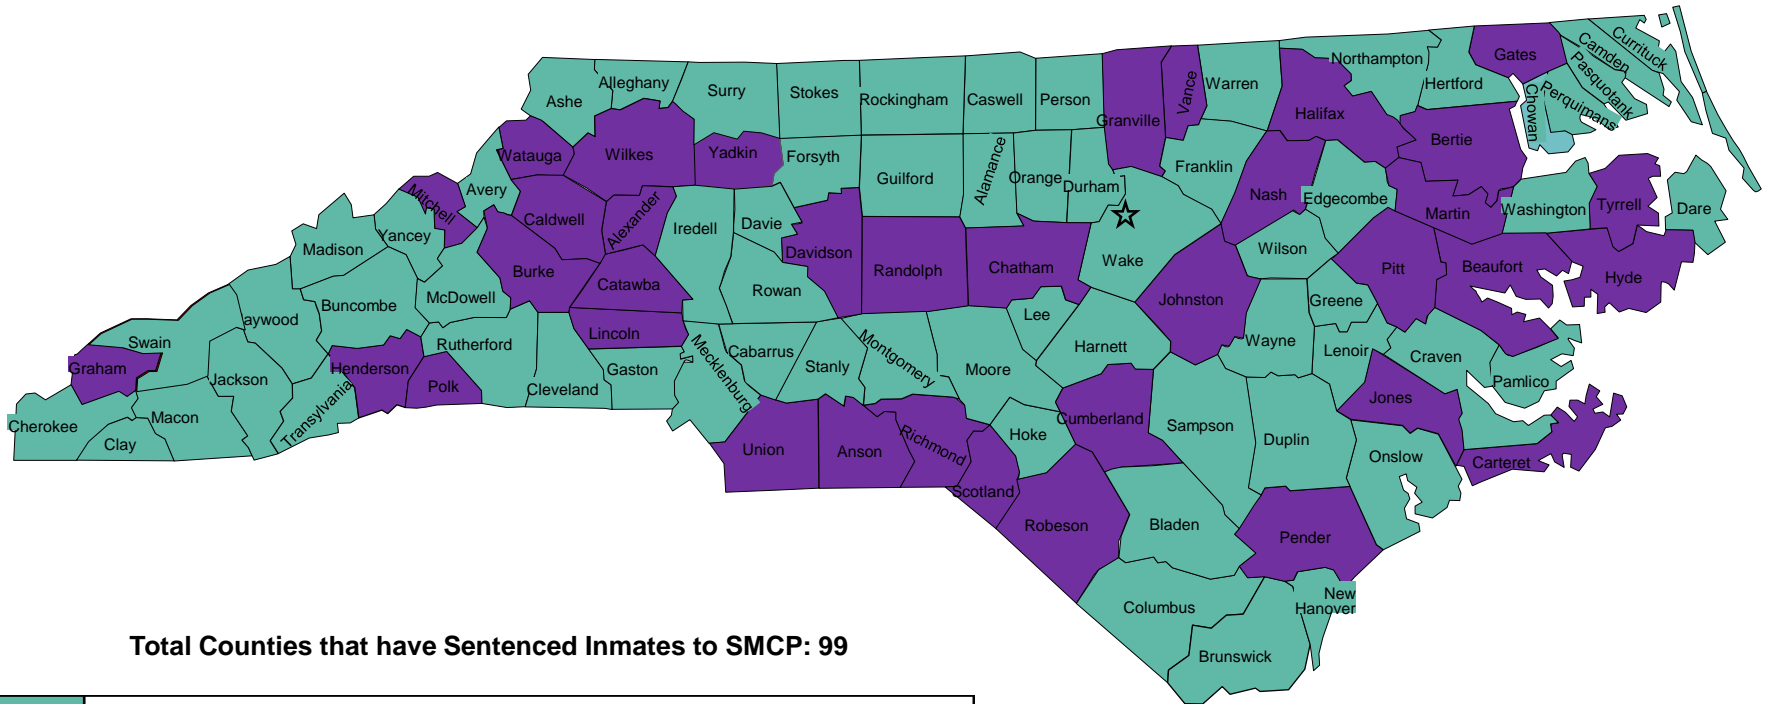 Currituck
Camden
Pasquotank
Perquimans
Chowan
Gates
Northampton
Hertford
Alleghany
Ashe
Surry
Stokes
Rockingham
Caswell
Person
Granville
Vance
Warren
Halifax
Bertie
Watauga
Wilkes
Yadkin
Forsyth
Guilford
Alamance
Orange
Durham
Franklin
Nash
Edgecombe
Martin
Washington
Tyrrell
Dare
Mitchell
Avery
Caldwell
Alexander
Iredell
Davie
Davidson
Randolph
Chatham
Wake
Wilson
Pitt
Beaufort
Hyde
Madison
Yancey
Burke
Catawba
Rowan
Johnston
Greene
Buncombe
McDowell
Lee
aywood
Swain
Rutherford
Lincoln
Mecklenburg
Cabarrus
Stanly
Montgomery
Moore
Harnett
Wayne
Lenoir
Craven
Pamlico
Graham
Jackson
Henderson
Polk
Cleveland
Gaston
Jones
Cherokee
Macon
Clay
Transylvania
Union
Anson
Richmond
Hoke
Cumberland
Sampson
Duplin
Onslow
Carteret
Scotland
Robeson
Bladen
Pender
Columbus
New
Hanover
Brunswick
Total Counties that have Sentenced Inmates to SMCP: 99